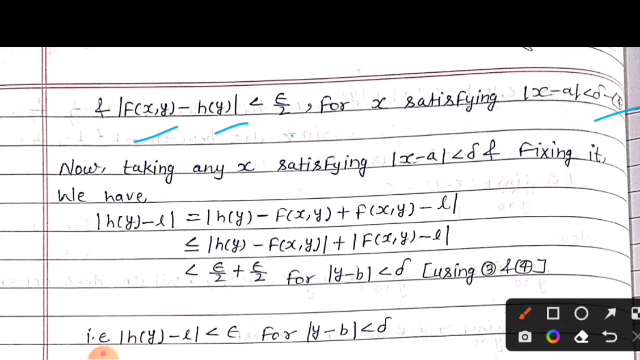 & |F(x,y) - h(y)| < ε/2, For x satisfying |x-a|<δ-
Now, taking any x satisfying |x-a|<δ & Fixing it,
We have,
|h(y)-l| = |h(y) - F(x,y) + f(x,y) - l|
≤ |h(y) - F(x,y)| + |F(x,y) - l|
< ε/2 + ε/2 for |y-b|<δ [using ③ & ④].
i.e |h(y)-l| < ε For |y-b|<δ